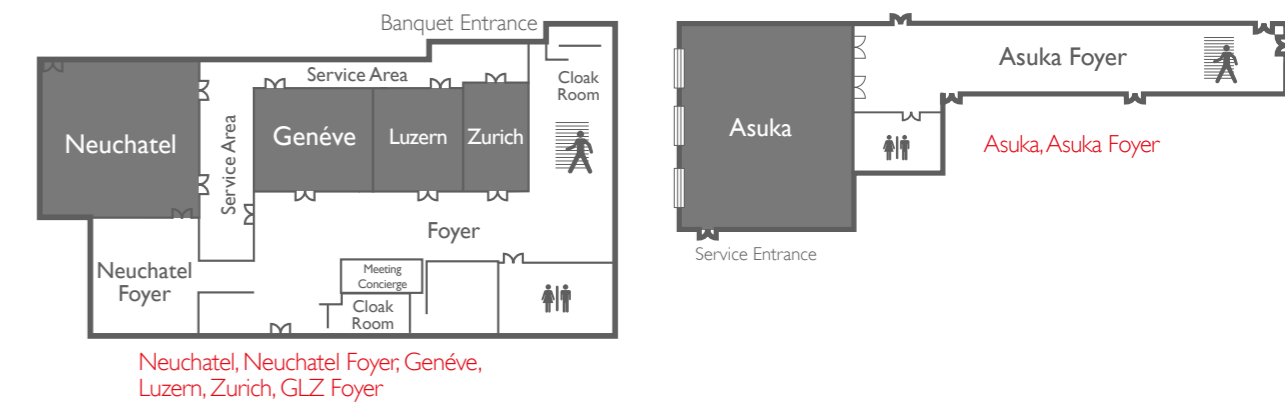 Banquet Entrance
Service Area
Cloak
Room
Neuchatel
Service Area
Genéve
Luzern
Zurich
Foyer
Neuchatel
Foyer
Meeting
Concierge
Cloak
Room
Neuchatel, Neuchatel Foyer, Genéve,
Luzern, Zurich, GLZ Foyer
Asuka Foyer
Asuka
Asuka, Asuka Foyer
Service Entrance